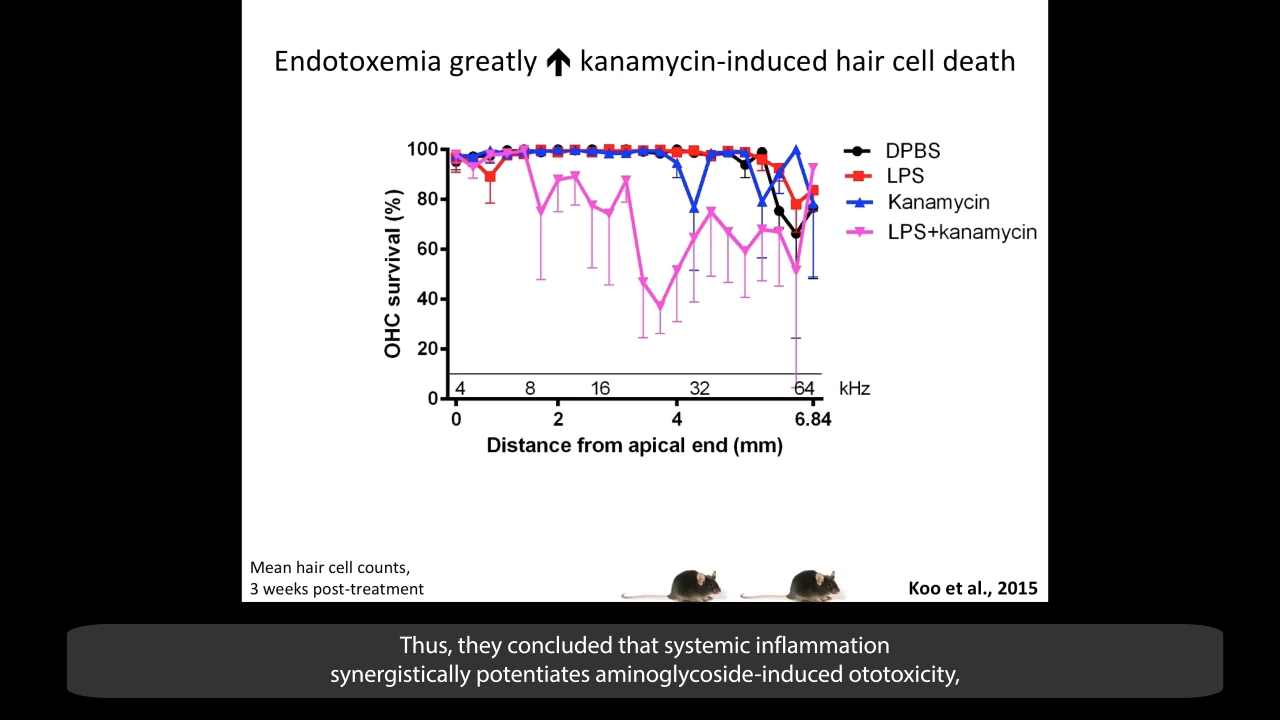 Endotoxemia greatly ↑ kanamycin-induced hair cell death
100
80
60
40
20
0
OHC survival (%)
DPBS
LPS
Kanamycin
LPS+kanamycin
4 8 16 32 64 kHz
0 2 4 6.84
Distance from apical end (mm)
Mean hair cell counts,
3 weeks post-treatment
Koo et al., 2015
Thus, they concluded that systemic inflammation
synergistically potentiates aminoglycoside-induced ototoxicity,